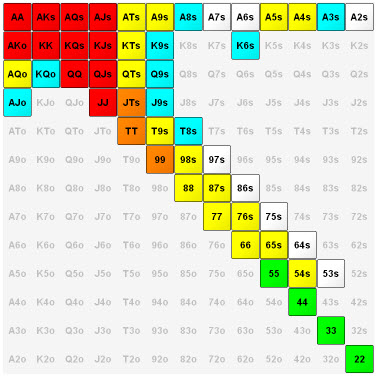 AA AKs AQs AJs ATs A9s A8s A7s A6s A5s A4s A3s A2s
AKo KK KQs KJs KTs K9s K8s K7s K6s K5s K4s K3s K2s
AQo KQo QQ QJs QTs Q9s Q8s Q7s Q6s Q5s Q4s Q3s Q2s
AJo KJo QJo JJ JTs J9s J8s J7s J6s J5s J4s J3s J2s
ATo KTo QTo JTo TT T9s T8s T7s T6s T5s T4s T3s T2s
A9o K9o Q9o J9o T9o 99 98s 97s 96s 95s 94s 93s 92s
A8o K8o Q8o J8o T8o 98o 88 87s 86s 85s 84s 83s 82s
A7o K7o Q7o J7o T7o 97o 87o 77 76s 75s 74s 73s 72s
A6o K6o Q6o J6o T6o 96o 86o 76o 66 65s 64s 63s 62s
A5o K5o Q5o J5o T5o 95o 85o 75o 65o 55 54s 53s 52s
A4o K4o Q4o J4o T4o 94o 84o 74o 64o 54o 44 43s 42s
A3o K3o Q3o J3o T3o 93o 83o 73o 63o 53o 43o 33 32s
A2o K2o Q2o J2o T2o 92o 82o 72o 62o 52o 42o 32o 22